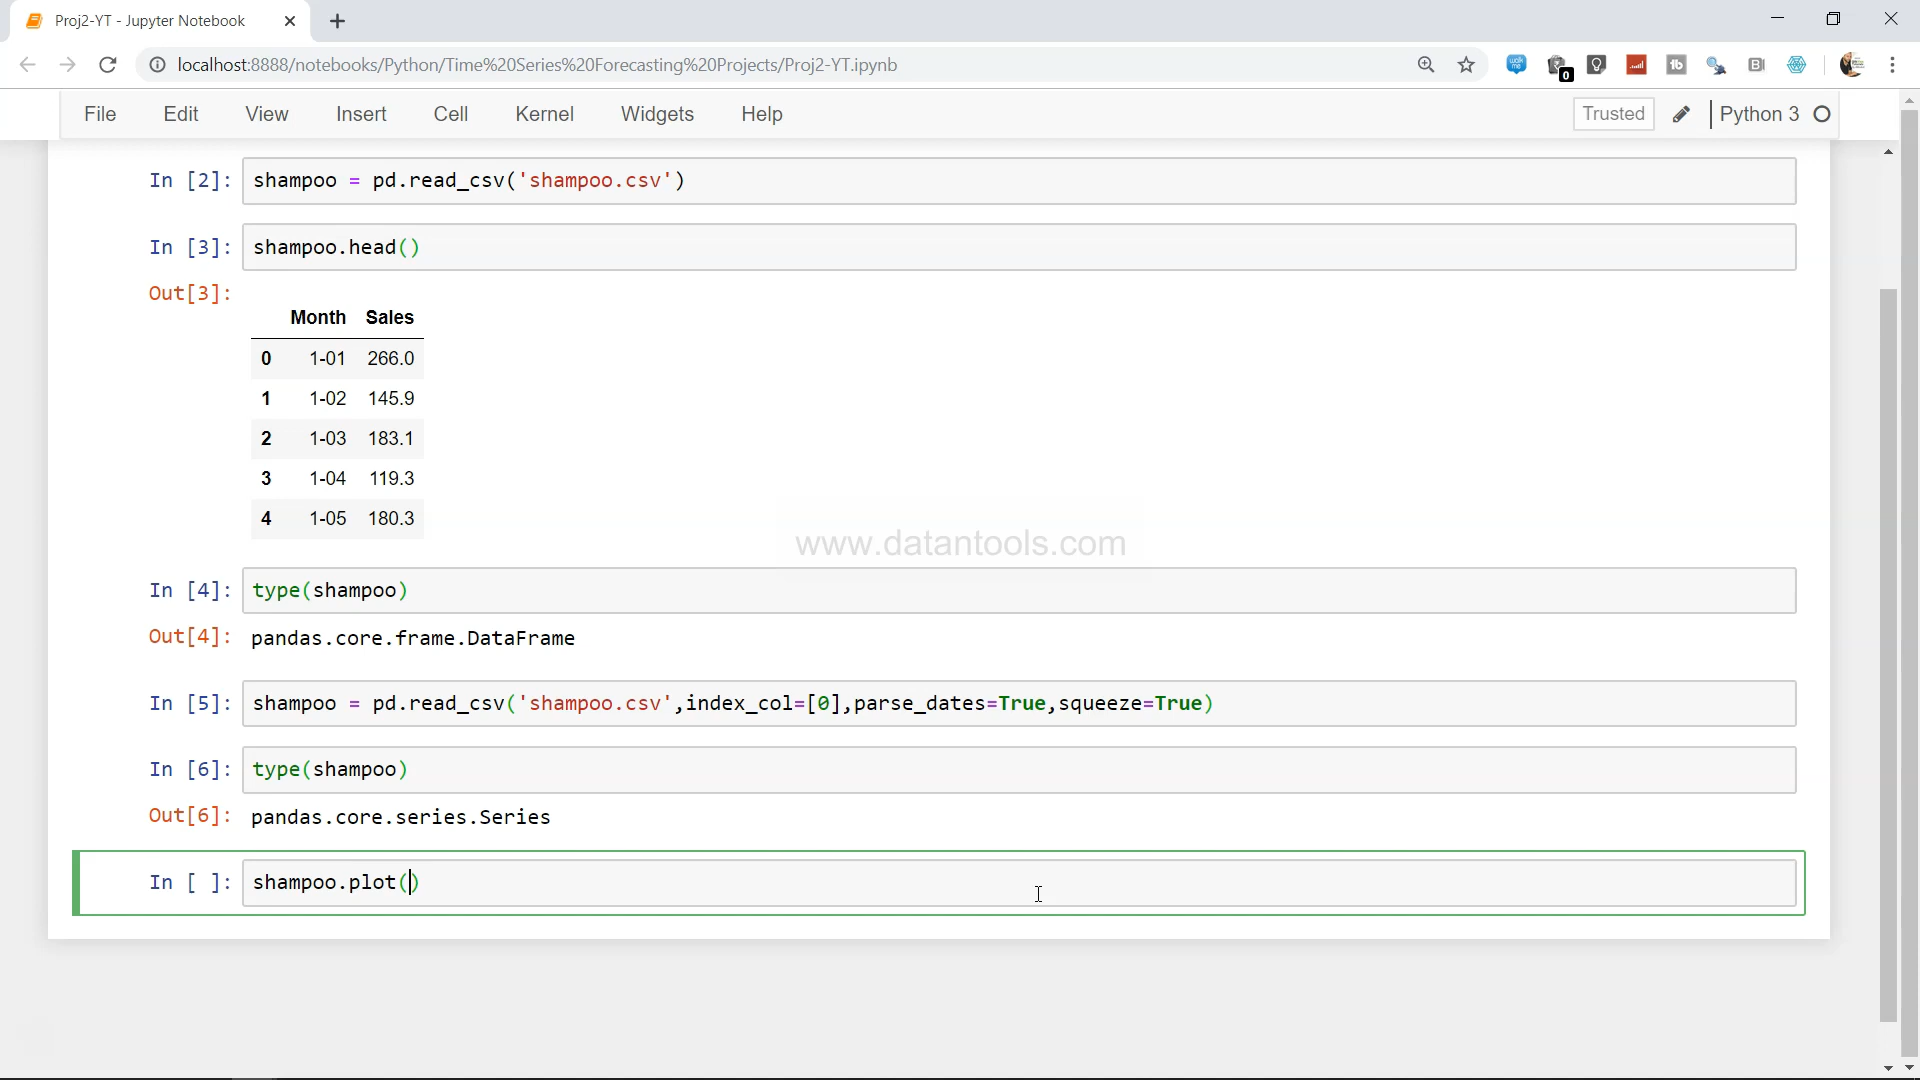 Proj2-YT - Jupyter Notebook
localhost:8888/notebooks/Python/Time%20Series%20Forecasting%20Projects/Proj2-YT.ipynb
0
File Edit View Insert Cell Kernel Widgets Help Trusted Python 3
In [2]: shampoo = pd.read_csv('shampoo.csv')
In [3]: shampoo.head()
Out[3]:
Month Sales
0 1-01 266.0
1 1-02 145.9
2 1-03 183.1
3 1-04 119.3
4 1-05 180.3
www.datantools.com
In [4]: type(shampoo)
Out[4]: pandas.core.frame.DataFrame
In [5]: shampoo = pd.read_csv('shampoo.csv',index_col=[0],parse_dates=True,squeeze=True)
In [6]: type(shampoo)
Out[6]: pandas.core.series.Series
In [ ]: shampoo.plot()